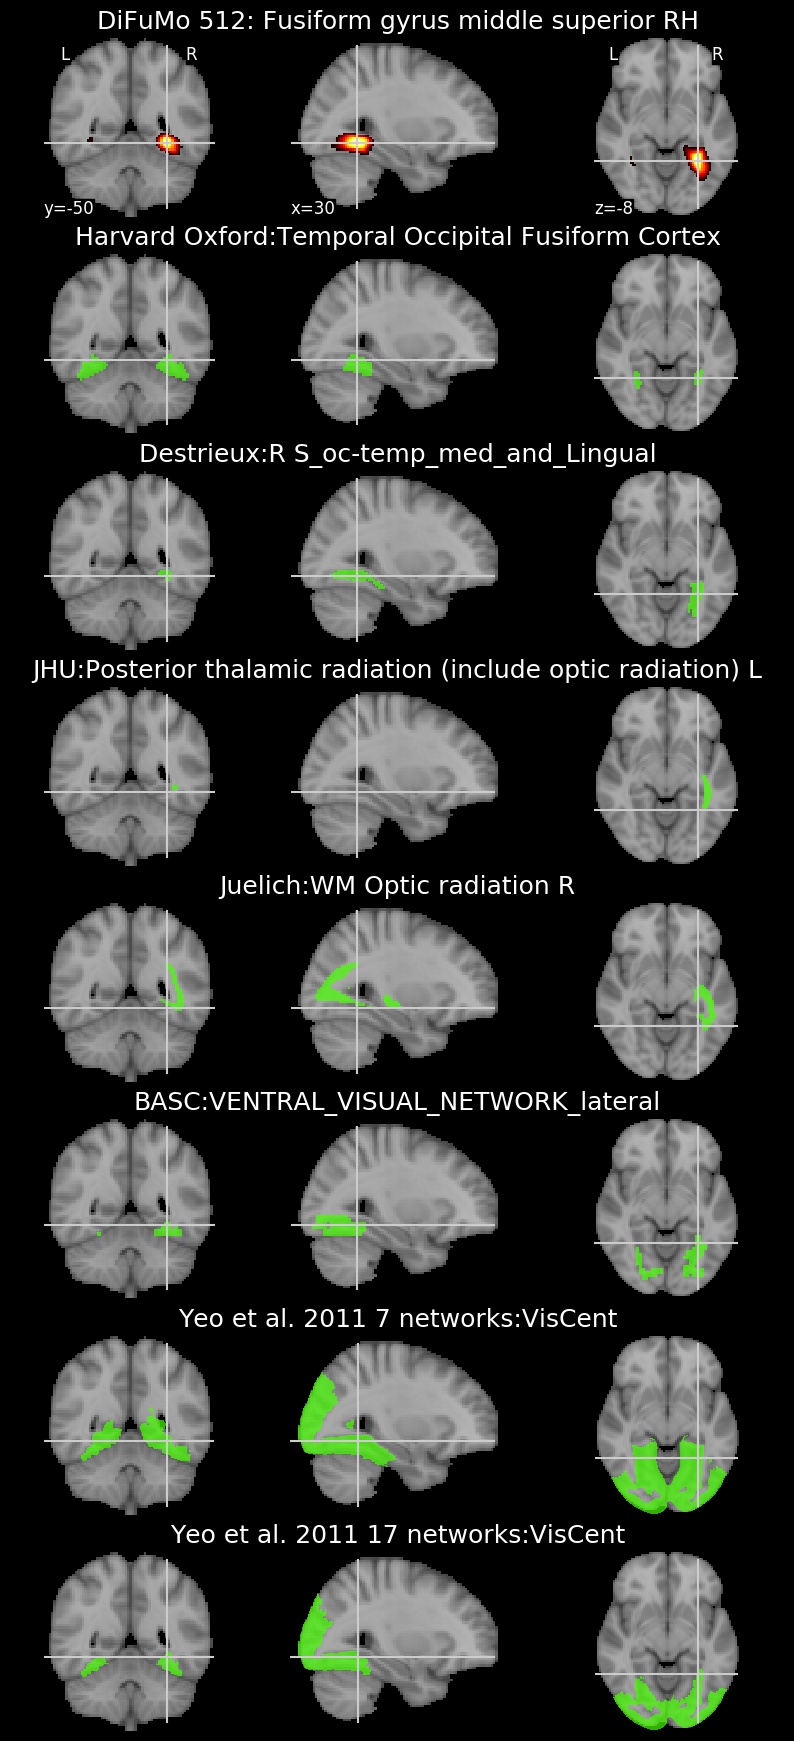 DiFuMo 512: Fusiform gyrus middle superior RH
L R L R
y=-50 x=30 z=-8
Harvard Oxford:Temporal Occipital Fusiform Cortex
Destrieux:R S_oc-temp_med_and_Lingual
JHU:Posterior thalamic radiation (include optic radiation) L
Juelich:WM Optic radiation R
BASC:VENTRAL_VISUAL_NETWORK_lateral
Yeo et al. 2011 7 networks:VisCent
Yeo et al. 2011 17 networks:VisCent